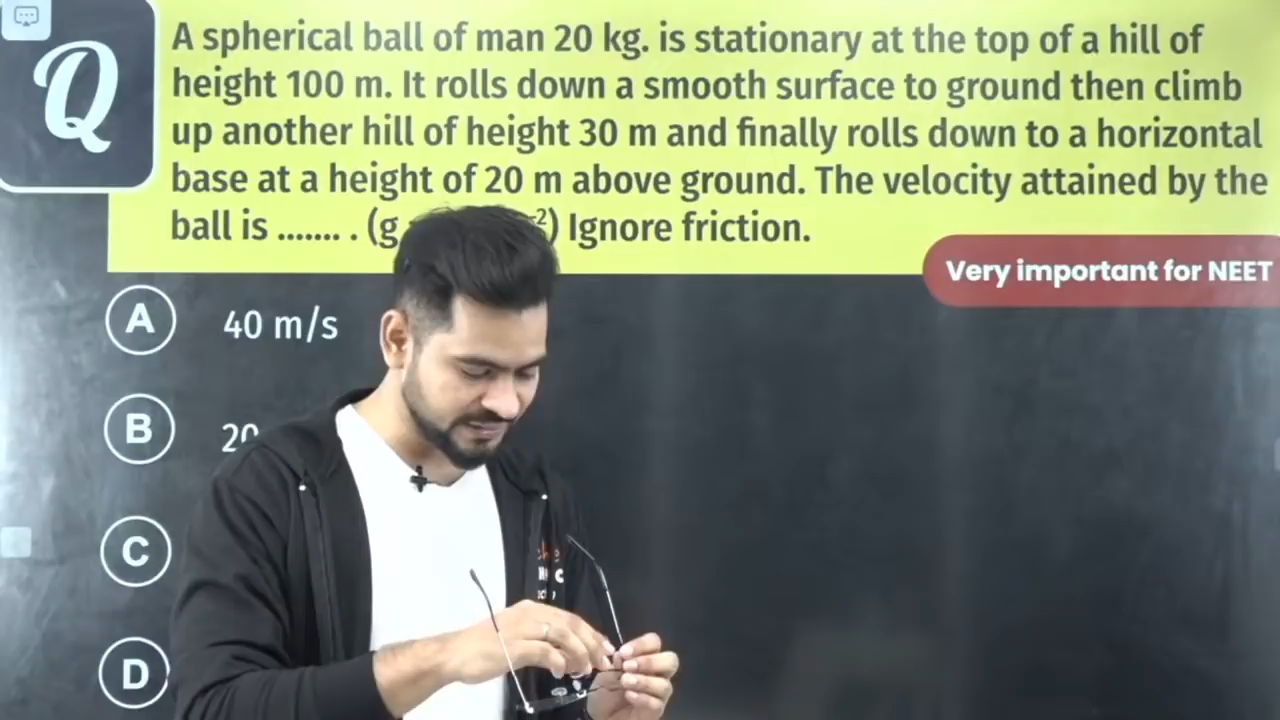 Q
A spherical ball of man 20 kg. is stationary at the top of a hill of
height 100 m. It rolls down a smooth surface to ground then climb
up another hill of height 30 m and finally rolls down to a horizontal
base at a height of 20 m above ground. The velocity attained by the
ball is ....... . (g -2) Ignore friction.
Very important for NEET
A 40 m/s
B 20
C
D